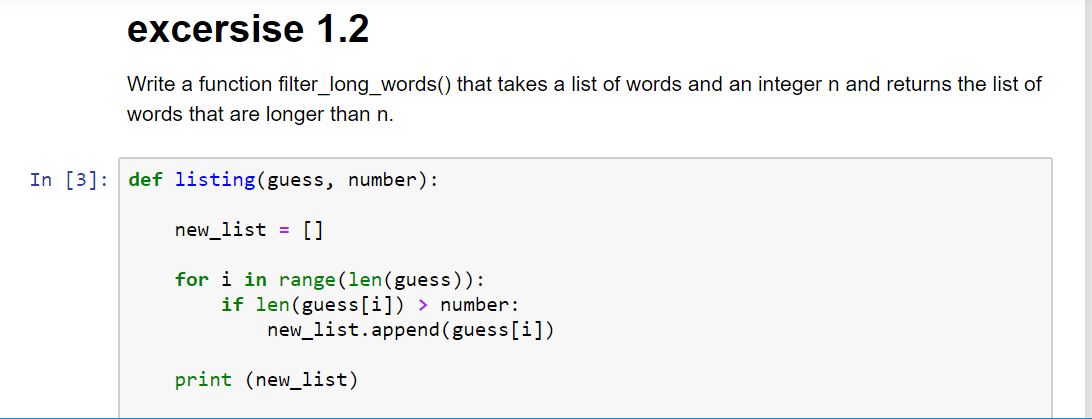 excersise 1.2
Write a function filter_long_words() that takes a list of words and an integer n and returns the list of
words that are longer than n.
In [3]: def listing(guess, number):
new_list = []
for i in range(len(guess)):
if len(guess[i]) > number:
new_list.append(guess[i])
print (new_list)